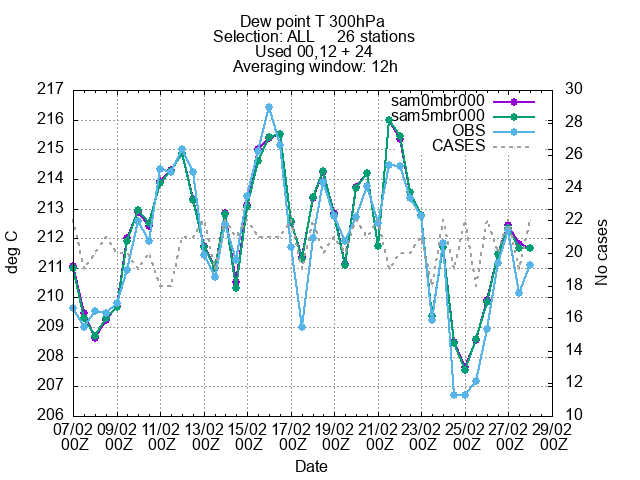 Dew point T 300hPa
Selection: ALL     26 stations
Used 00,12 + 24
Averaging window: 12h
217
216
215
214
213
212
211
210
209
208
207
206
deg C
30
28
26
24
22
20
18
16
14
12
10
No cases
sam0mbr000
sam5mbr000
OBS
CASES
07/02 09/02 11/02 13/02 15/02 17/02 19/02 21/02 23/02 25/02 27/02 29/02
00Z 00Z 00Z 00Z 00Z 00Z 00Z 00Z 00Z 00Z 00Z 00Z
Date